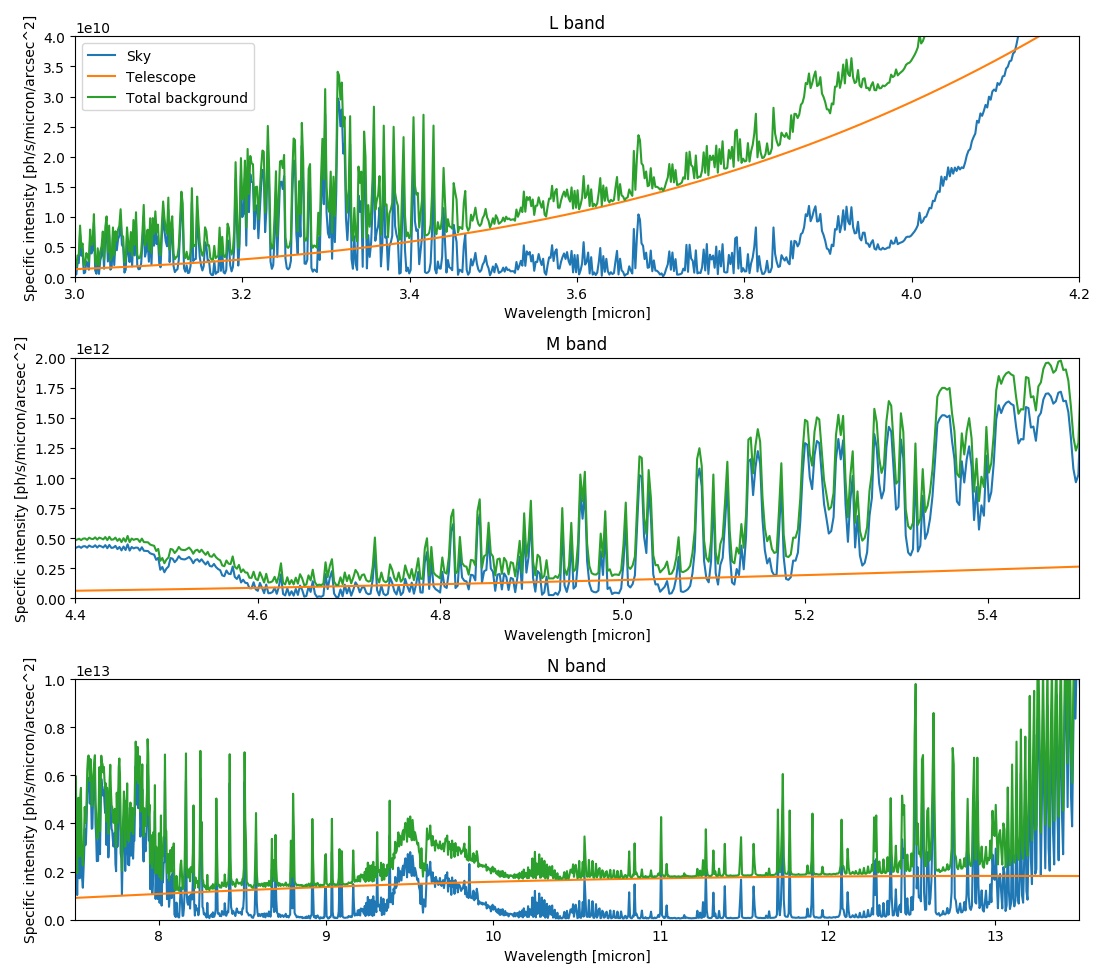 L band
1e10
Specific intensity [ph/s/micron/arcsec^2]
4.0
3.5
3.0
2.5
2.0
1.5
1.0
0.5
0.0
Sky
Telescope
Total background
3.0 3.2 3.4 3.6 3.8 4.0 4.2
Wavelength [micron]
M band
1e12
Specific intensity [ph/s/micron/arcsec^2]
2.00
1.75
1.50
1.25
1.00
0.75
0.50
0.25
0.00
4.4 4.6 4.8 5.0 5.2 5.4
Wavelength [micron]
N band
1e13
Specific intensity [ph/s/micron/arcsec^2]
1.0
0.8
0.6
0.4
0.2
0.0
8 9 10 11 12 13
Wavelength [micron]